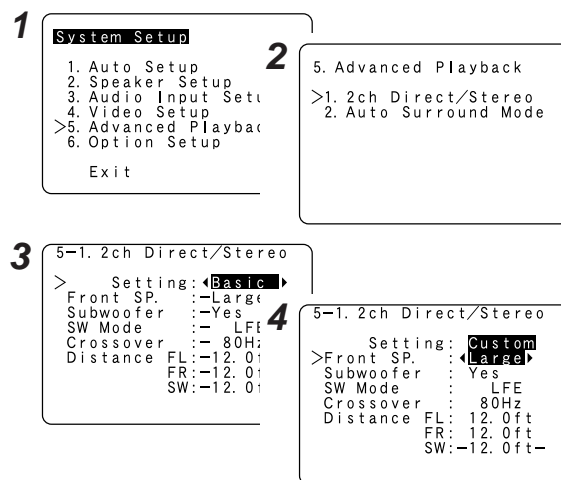 1
System Setup
1. Auto Setup
2. Speaker Setup
3. Audio Input Setu
4. Video Setup
>5. Advanced Playbac
6. Option Setup
Exit
2
5. Advanced Playback
>1. 2ch Direct/Stereo
2. Auto Surround Mode
3
5-1. 2ch Direct/Stereo
> Setting:◀Basic ▶
Front SP. :-Large
Subwoofer :-Yes
SW Mode :- LFE
Crossover :- 80Hz
Distance FL:-12.0f
FR:-12.0f
SW:-12.0f
4
5-1. 2ch Direct/Stereo
Setting: Custom
>Front SP. :◀Large▶
Subwoofer : Yes
SW Mode : LFE
Crossover : 80Hz
Distance FL: 12.0ft
FR: 12.0ft
SW:-12.0ft-